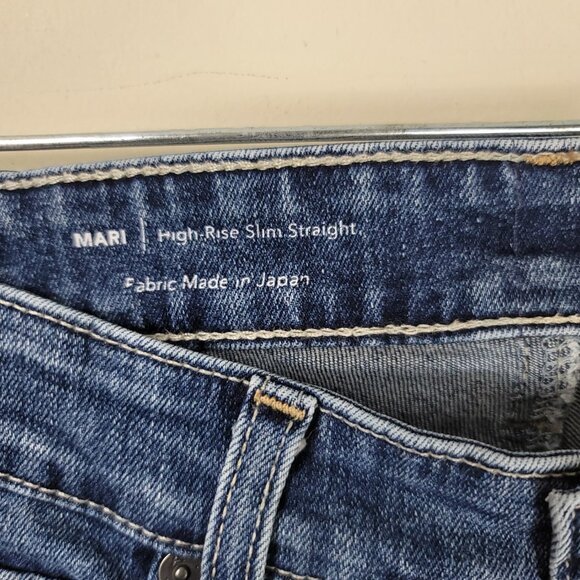 MARI | High-Rise Slim Straight
Fabric Made in Japan